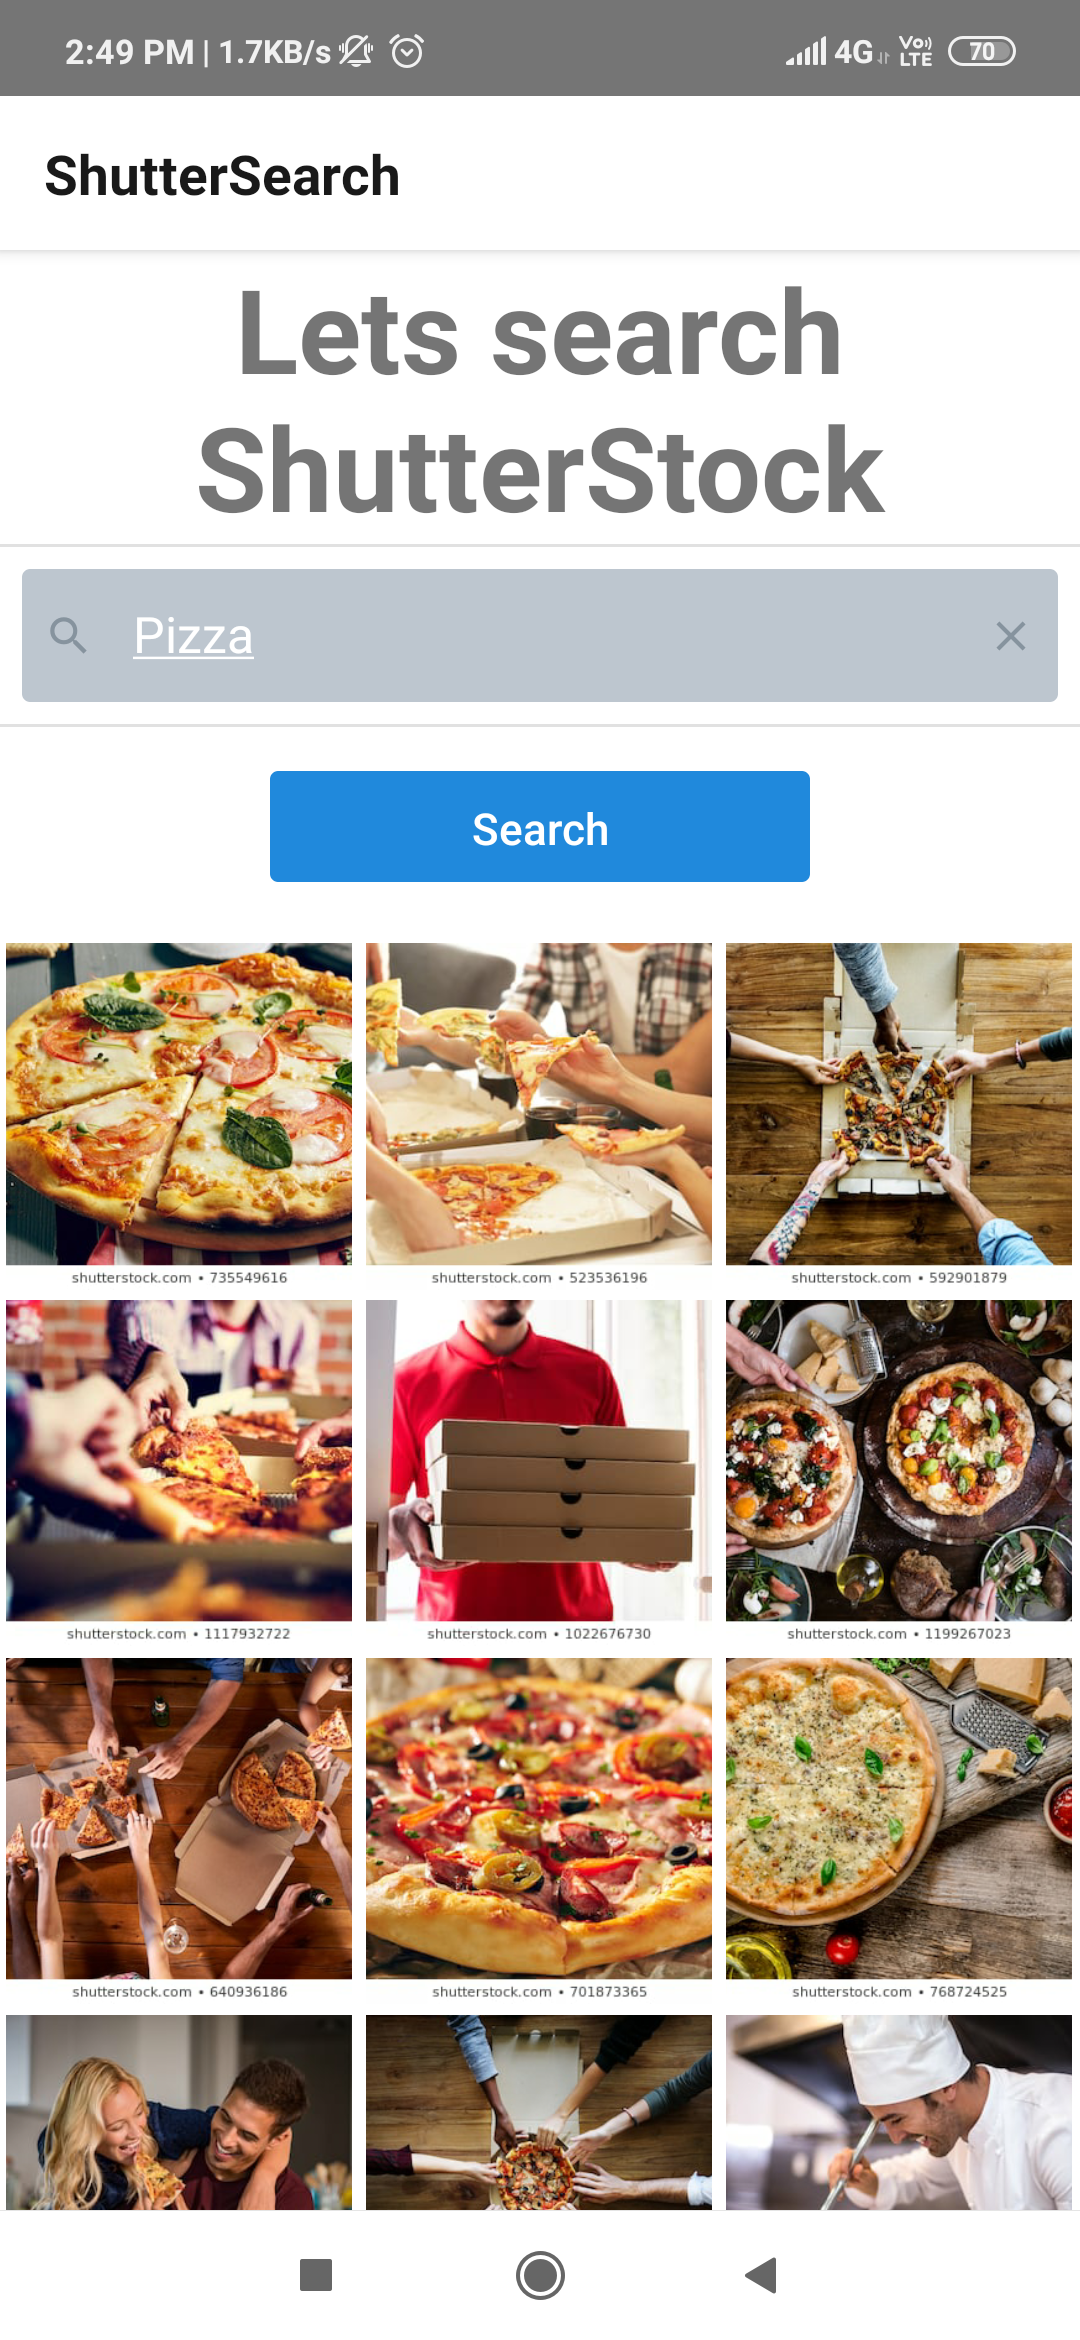 2:49 PM | 1.7KB/s 4G Vo LTE 70
ShutterSearch
Lets search
ShutterStock
Pizza
Search
shutterstock.com • 735549616
shutterstock.com • 523536196
shutterstock.com • 592901879
shutterstock.com • 1117932722
shutterstock.com • 1022676730
shutterstock.com • 1199267023
shutterstock.com • 640936186
shutterstock.com • 701873365
shutterstock.com • 768724525